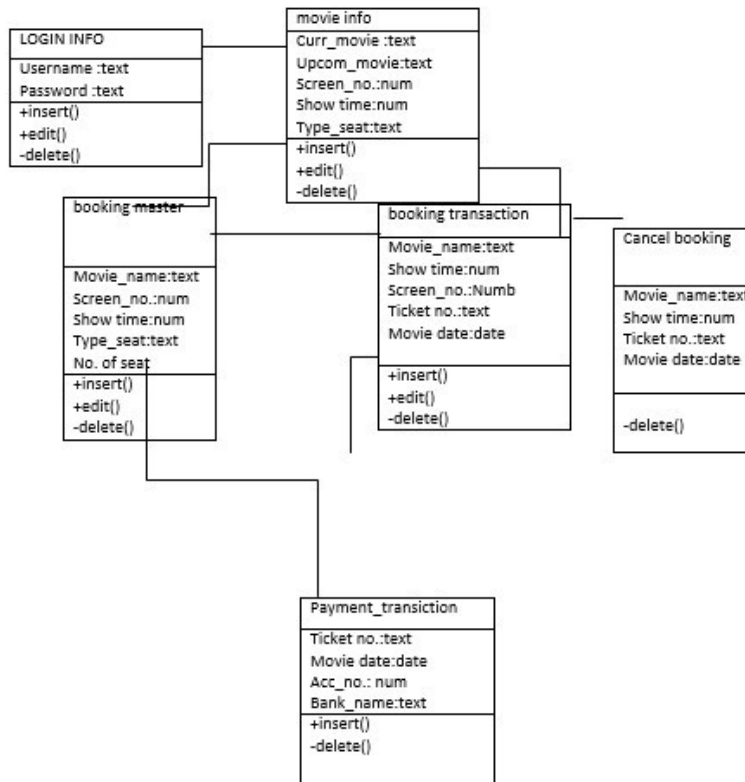 LOGIN INFO
Username :text
Password :text
+insert()
+edit()
-delete()
movie info
Curr_movie :text
Upcom_movie:text
Screen_no.:num
Show time:num
Type_seat:text
+insert()
+edit()
-delete()
booking master
Movie_name:text
Screen_no.:num
Show time:num
Type_seat:text
No. of seat
+insert()
+edit()
-delete()
booking transaction
Movie_name:text
Show time:num
Screen_no.:Numb
Ticket no.:text
Movie date:date
+insert()
+edit()
-delete()
Cancel booking
Movie_name:text
Show time:num
Ticket no.:text
Movie date:date
-delete()
Payment_transiction
Ticket no.:text
Movie date:date
Acc_no.: num
Bank_name:text
+insert()
-delete()